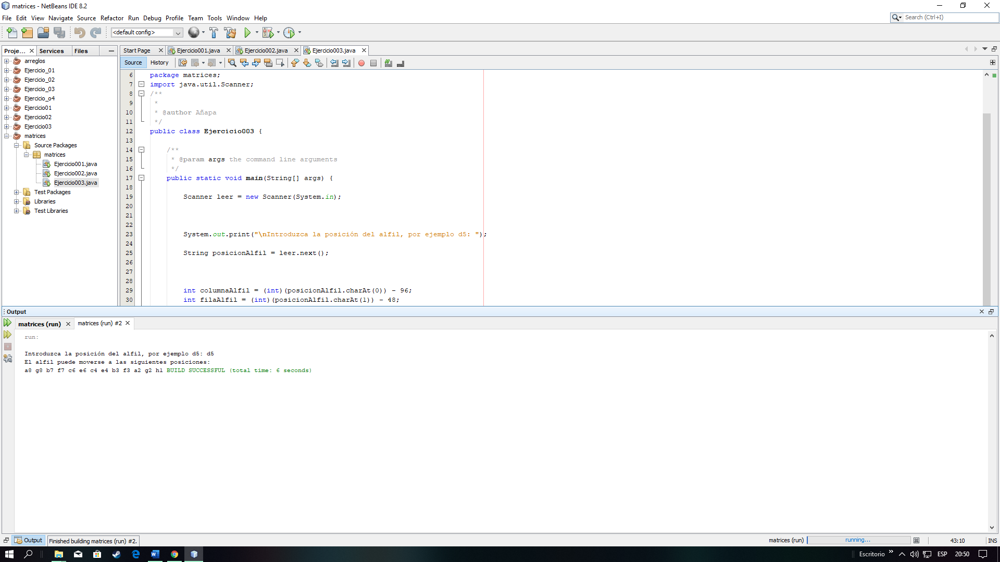 matrices - NetBeans IDE 8.2
File Edit View Navigate Source Refactor Run Debug Profile Team Tools Window Help
Search (Ctrl+I)
<default config>
Proje... Services Files
Start Page Ejercicio001.java Ejercicio002.java Ejercicio003.java
Source History
arreglos
Ejercicio_01
Ejercicio_02
Ejercicio_03
Ejercicio_o4
Ejercicio01
Ejercicio02
Ejercicio03
matrices
Source Packages
matrices
Ejercicio001.java
Ejercicio002.java
Ejercicio003.java
Test Packages
Libraries
Test Libraries
6 package matrices;
7 import java.util.Scanner;
8 /**
9 *
10 * @author Añapa
11 */
12 public class Ejercicio003 {
13
14 /**
15 * @param args the command line arguments
16 */
17 public static void main(String[] args) {
18
19 Scanner leer = new Scanner(System.in);
20
21
22
23 System.out.print("\nIntroduzca la posición del alfil, por ejemplo d5: ");
24
25 String posicionAlfil = leer.next();
26
27
28
29 int columnaAlfil = (int)(posicionAlfil.charAt(0)) - 96;
30 int filaAlfil = (int)(posicionAlfil.charAt(1)) - 48;
Output
matrices (run) matrices (run) #2
run:
Introduzca la posición del alfil, por ejemplo d5: d5
El alfil puede moverse a las siguientes posiciones:
a8 g8 b7 f7 c6 e6 c4 e4 b3 f3 a2 g2 h1 BUILD SUCCESSFUL (total time: 6 seconds)
Output Finished building matrices (run) #2. matrices (run) running... 43:10 INS
Escritorio ESP 20:50